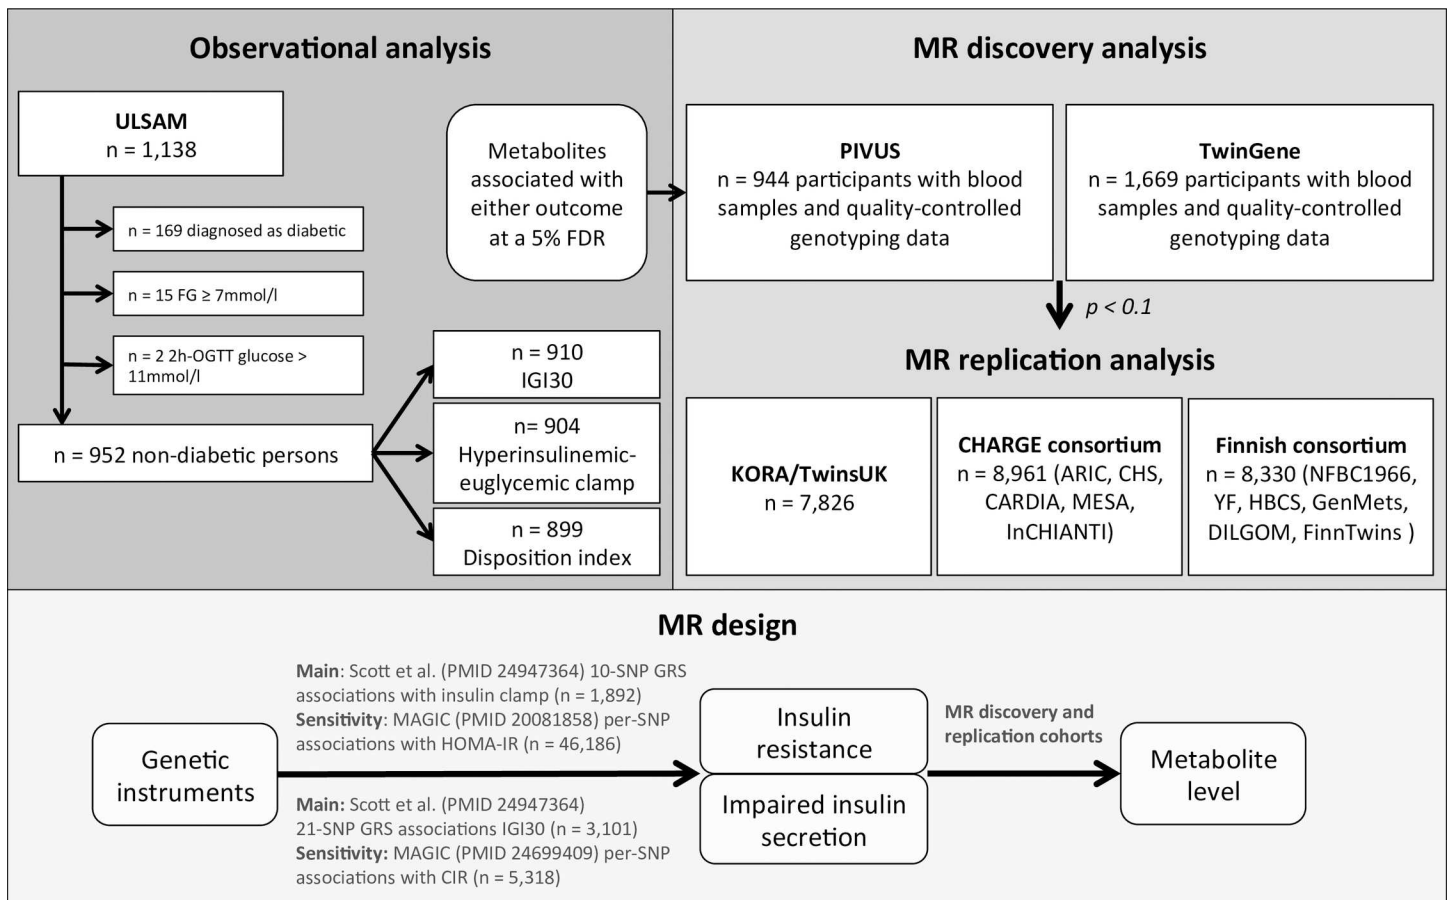 Observational analysis
ULSAM
n = 1,138
n = 169 diagnosed as diabetic
n = 15 FG ≥ 7mmol/l
n = 2 2h-OGTT glucose >
11mmol/l
n = 952 non-diabetic persons
Metabolites
associated with
either outcome
at a 5% FDR
n = 910
IGI30
n= 904
Hyperinsulinemic-
euglycemic clamp
n = 899
Disposition index
MR discovery analysis
PIVUS
n = 944 participants with blood
samples and quality-controlled
genotyping data
TwinGene
n = 1,669 participants with blood
samples and quality-controlled
genotyping data
p < 0.1
MR replication analysis
KORA/TwinsUK
n = 7,826
CHARGE consortium
n = 8,961 (ARIC, CHS,
CARDIA, MESA,
InCHIANTI)
Finnish consortium
n = 8,330 (NFBC1966,
YF, HBCS, GenMets,
DILGOM, FinnTwins )
MR design
Genetic
instruments
Main: Scott et al. (PMID 24947364) 10-SNP GRS
associations with insulin clamp (n = 1,892)
Sensitivity: MAGIC (PMID 20081858) per-SNP
associations with HOMA-IR (n = 46,186)
Main: Scott et al. (PMID 24947364)
21-SNP GRS associations IGI30 (n = 3,101)
Sensitivity: MAGIC (PMID 24699409) per-SNP
associations with CIR (n = 5,318)
Insulin
resistance
Impaired insulin
secretion
MR discovery and
replication cohorts
Metabolite
level